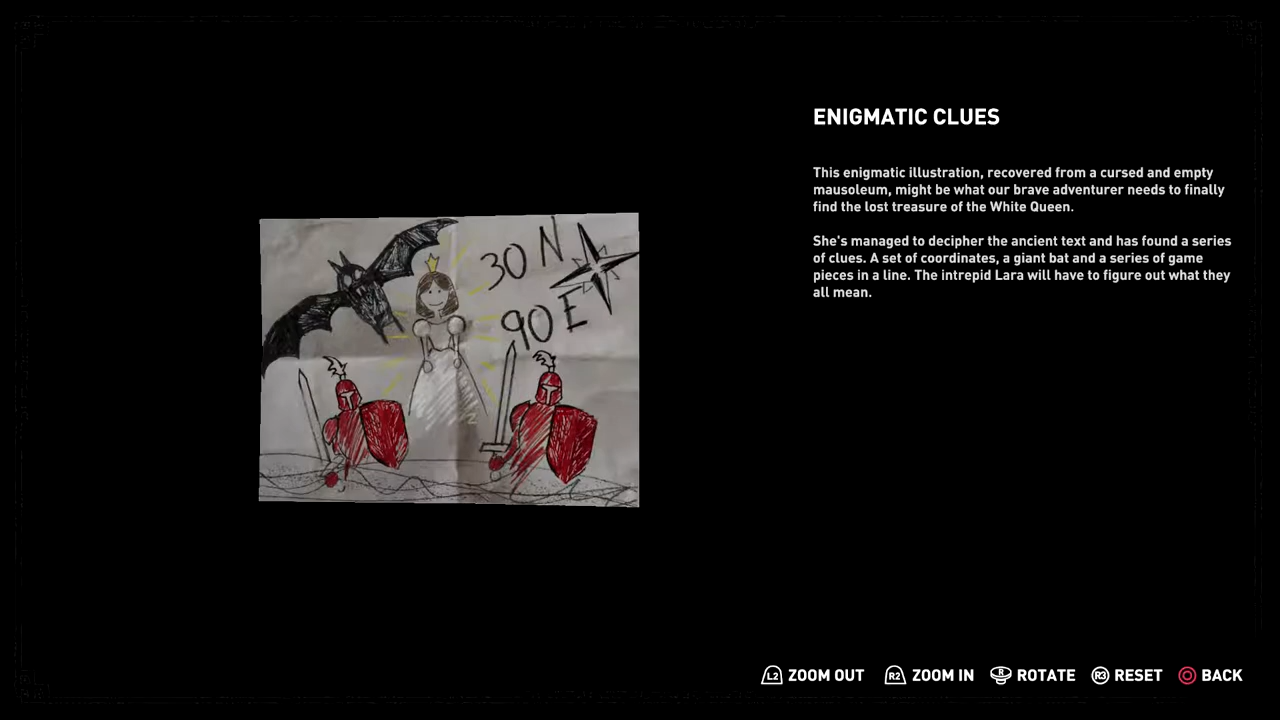 ENIGMATIC CLUES
This enigmatic illustration, recovered from a cursed and empty
mausoleum, might be what our brave adventurer needs to finally
find the lost treasure of the White Queen.
She's managed to decipher the ancient text and has found a series
of clues. A set of coordinates, a giant bat and a series of game
pieces in a line. The intrepid Lara will have to figure out what they
all mean.
30 N
90 E
L2 ZOOM OUT R2 ZOOM IN R ROTATE R3 RESET BACK